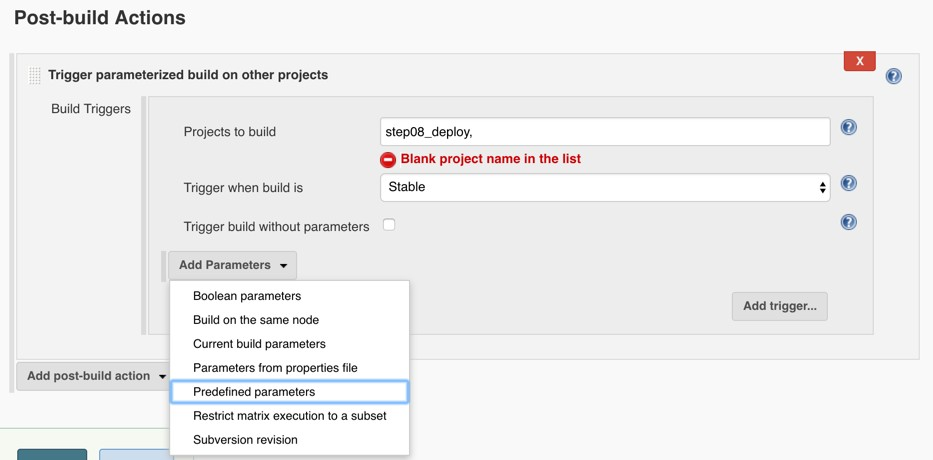 Post-build Actions
X
Trigger parameterized build on other projects
Build Triggers
Projects to build
step08_deploy,
Blank project name in the list
Trigger when build is
Stable
Trigger build without parameters
Add Parameters
Boolean parameters
Build on the same node
Current build parameters
Parameters from properties file
Predefined parameters
Restrict matrix execution to a subset
Subversion revision
Add trigger...
Add post-build action